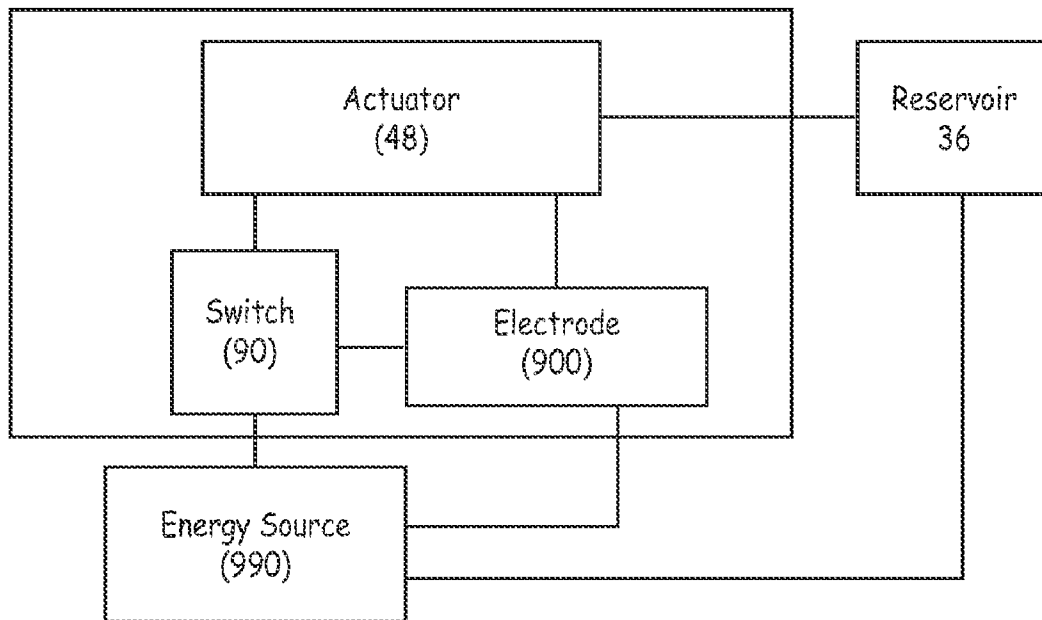 Actuator
(48)
Reservoir
36
Switch
(90)
Electrode
(900)
Energy Source
(990)